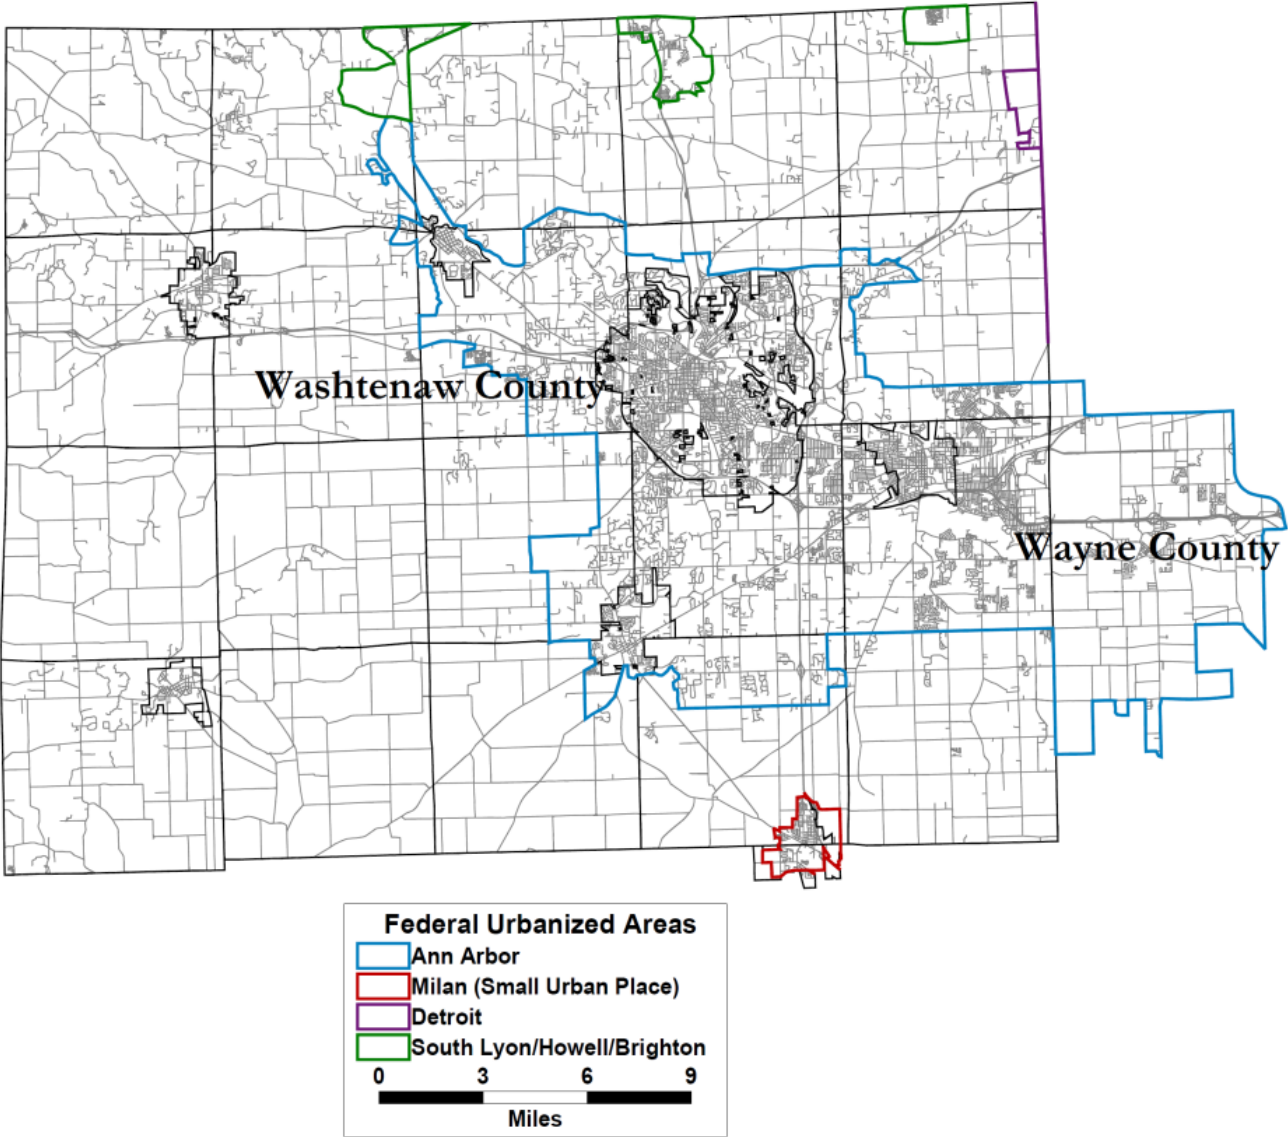 Washtenaw County
Wayne County
Federal Urbanized Areas
Ann Arbor
Milan (Small Urban Place)
Detroit
South Lyon/Howell/Brighton
0 3 6 9
Miles